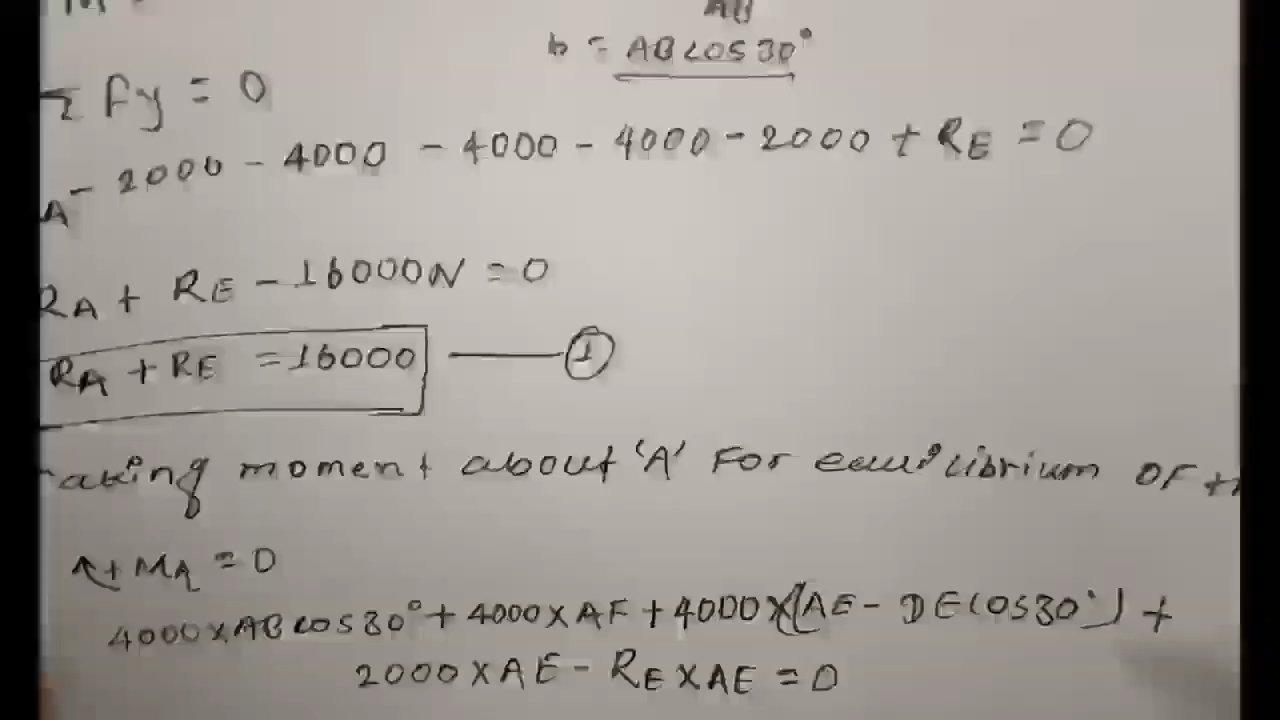 AB
b = AB cos 30°
Σ Fy = 0
A - 2000 - 4000 - 4000 - 4000 - 2000 + RE = 0
RA + RE - 16000N = 0
RA + RE = 16000 ——— ①
taking moment about 'A' For equilibrium OF
↰+ MA = 0
4000 x AB cos 30° + 4000 x AF + 4000 x (AE - DE cos 30°) +
2000 x AE - RE x AE = 0